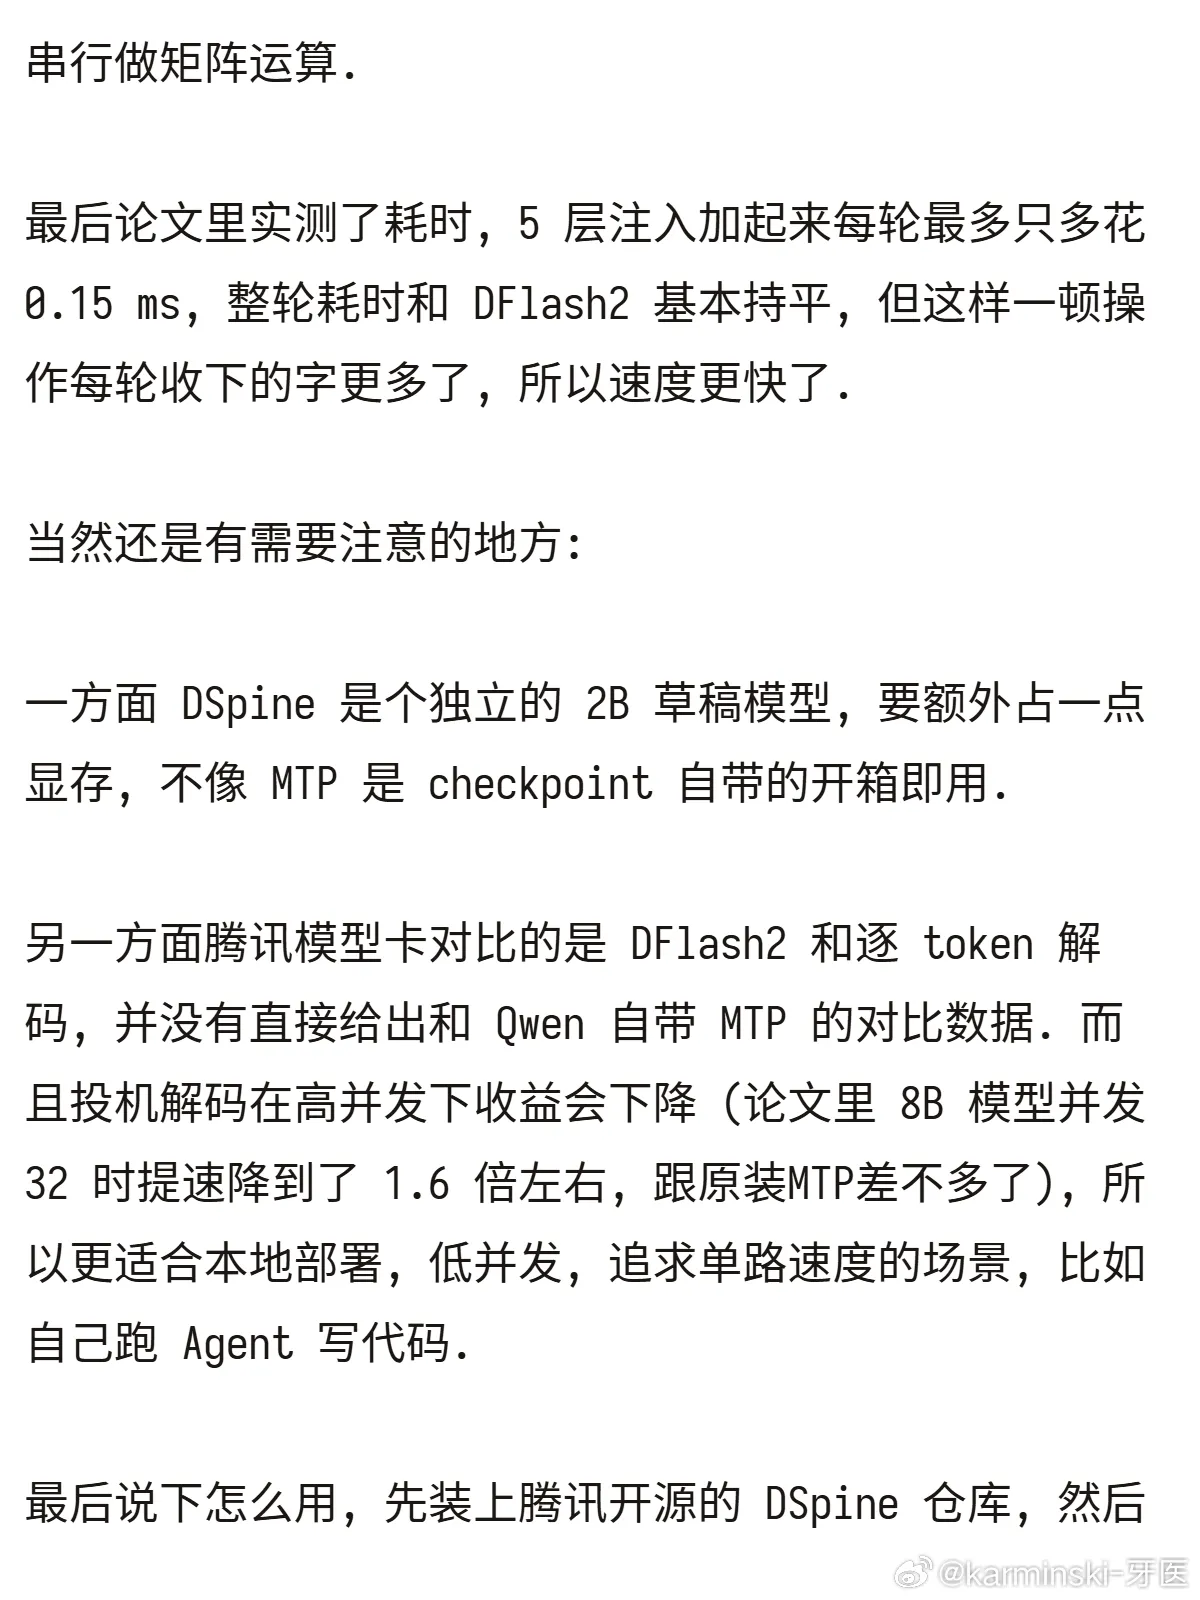 串行做矩阵运算.
最后论文里实测了耗时, 5 层注入加起来每轮最多只多花
0.15 ms, 整轮耗时和 DFlash2 基本持平, 但这样一顿操
作每轮收下的字更多了, 所以速度更快了.
当然还是有需要注意的地方:
一方面 DSpine 是个独立的 2B 草稿模型, 要额外占一点
显存, 不像 MTP 是 checkpoint 自带的开箱即用.
另一方面腾讯模型卡对比的是 DFlash2 和逐 token 解
码, 并没有直接给出和 Qwen 自带 MTP 的对比数据. 而
且投机解码在高并发下收益会下降 (论文里 8B 模型并发
32 时提速降到了 1.6 倍左右, 跟原装MTP差不多了), 所
以更适合本地部署, 低并发, 追求单路速度的场景, 比如
自己跑 Agent 写代码.
最后说下怎么用, 先装上腾讯开源的 DSpine 仓库, 然后
@karminski-牙医